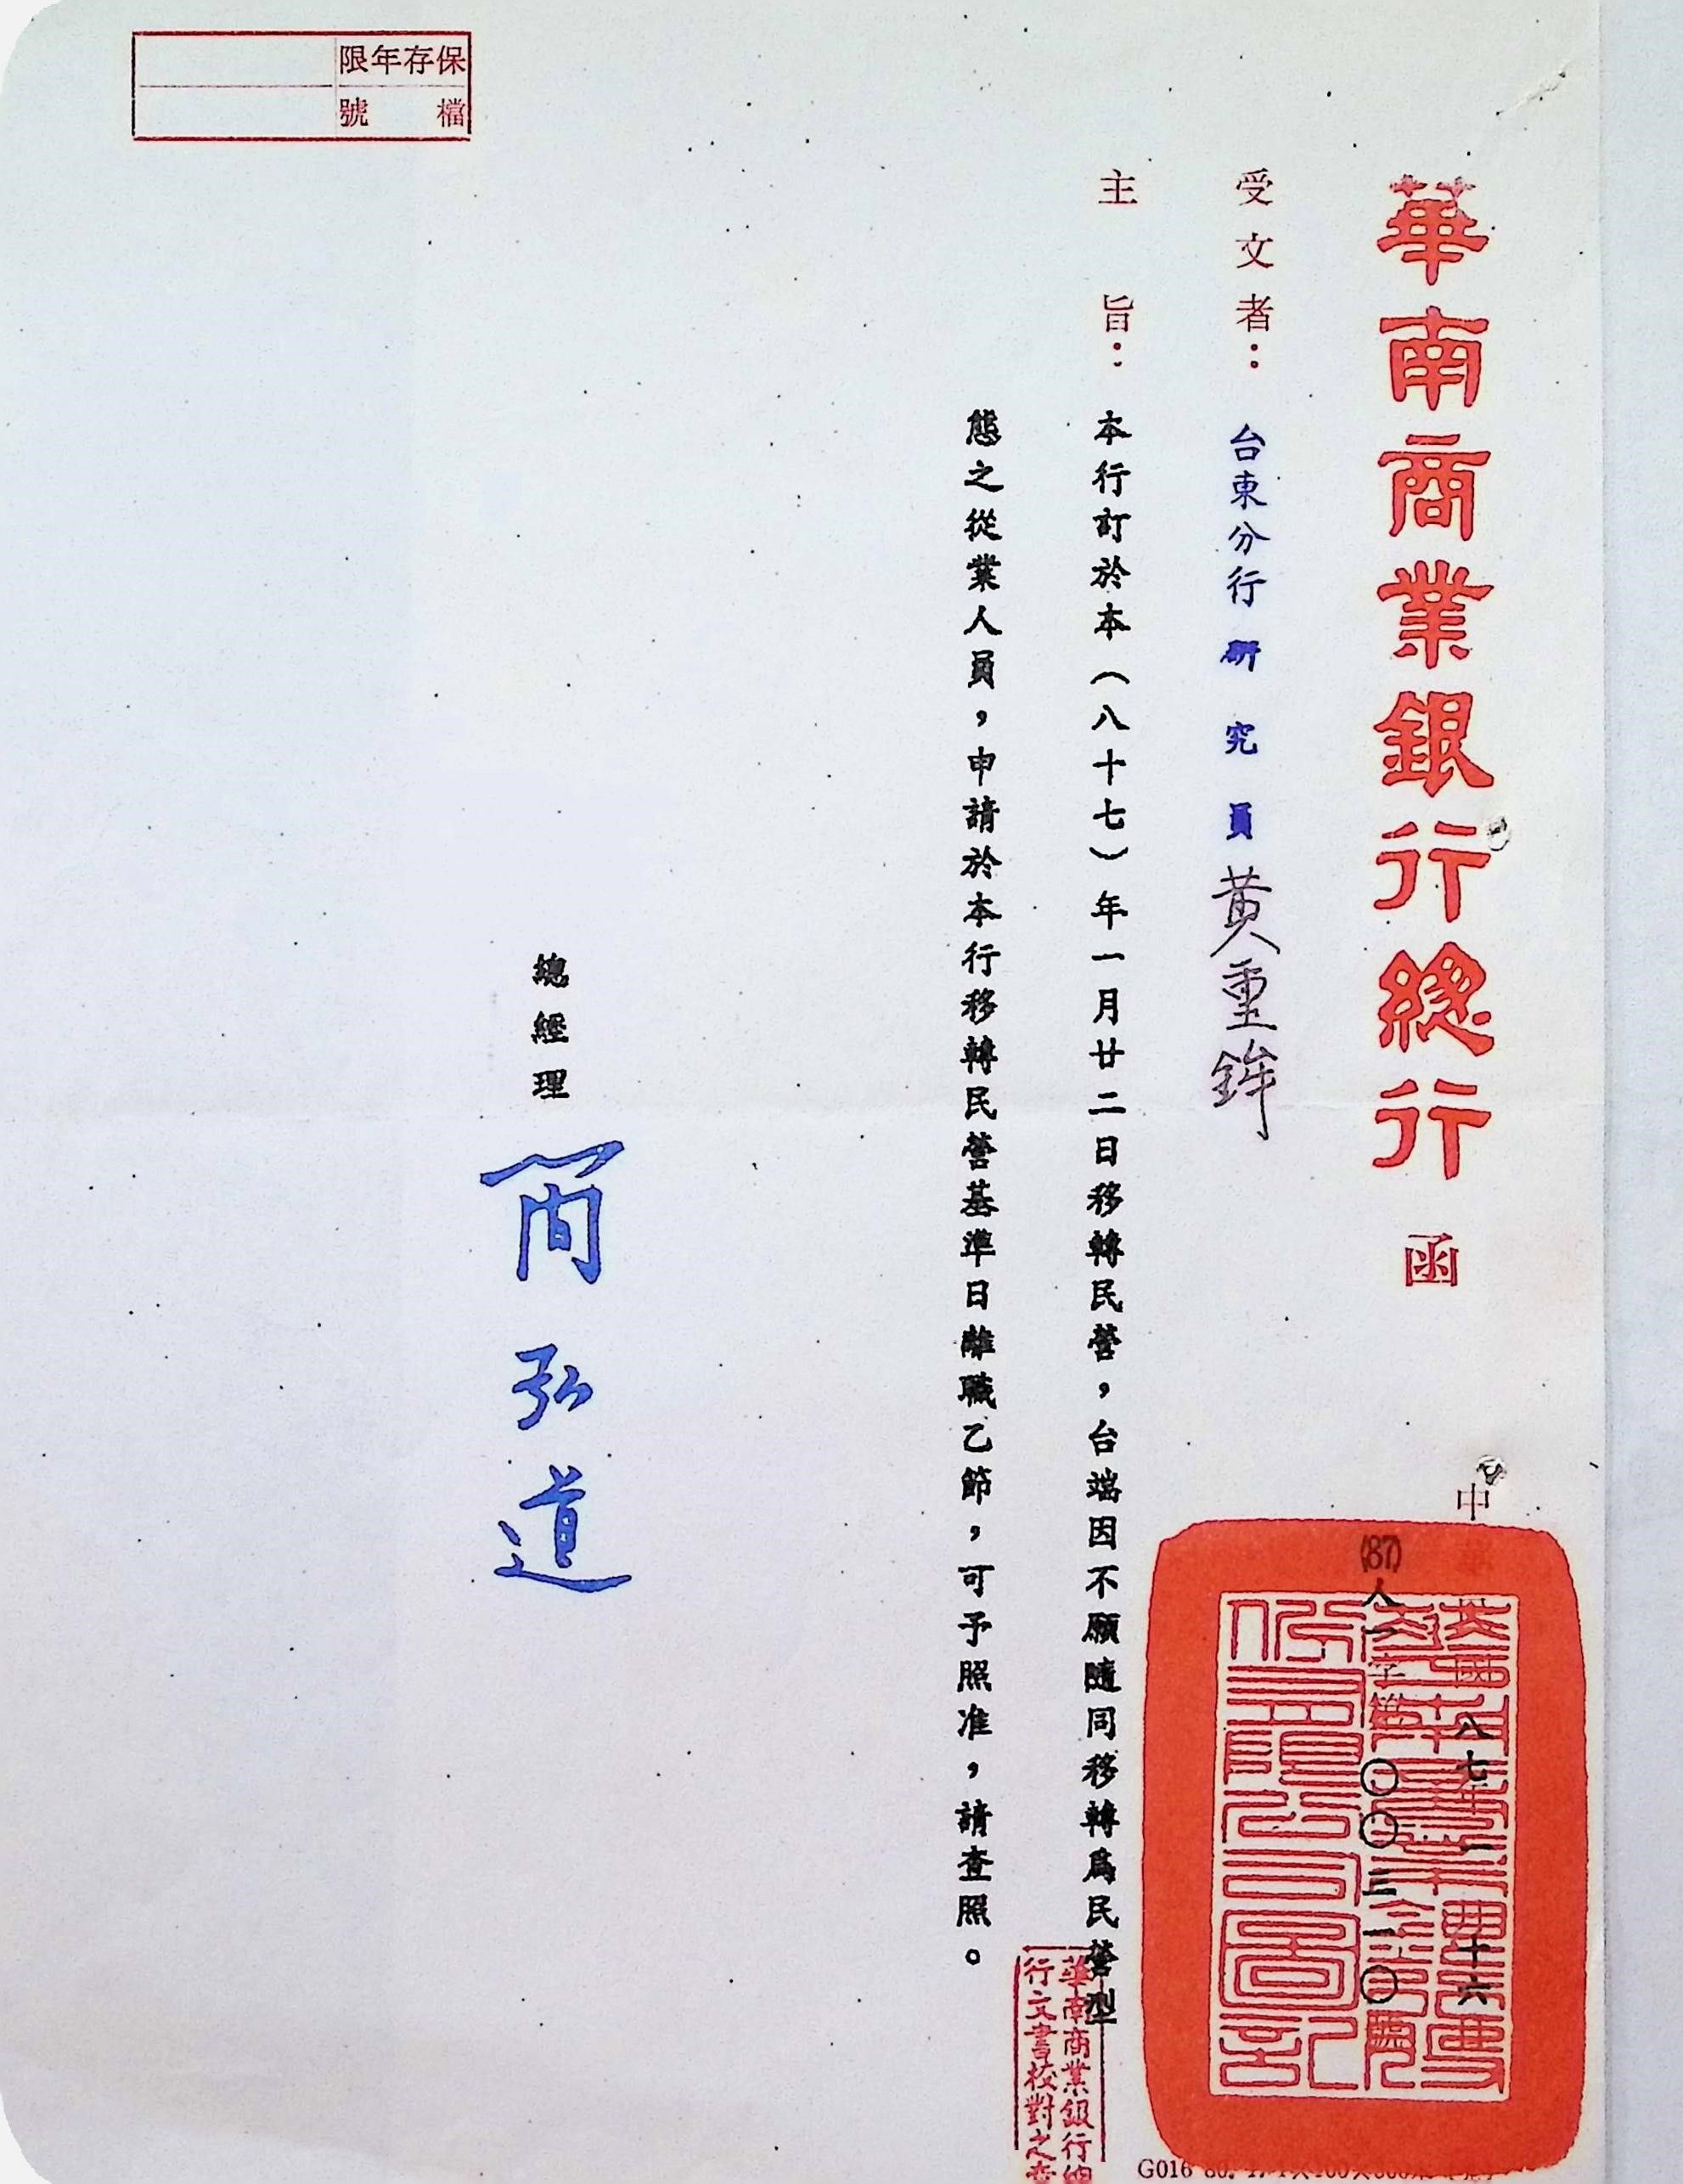 保存年限
檔號
華南商業銀行總行 函
中華民國八七年一月十六
(87)人一字第〇〇三一〇號
受文者：台東分行研究員黃重鉾
主旨：本行訂於本（八十七）年一月廿二日移轉民營，台端因不願隨同移轉為民營型
態之從業人員，申請於本行移轉民營基準日離職乙節，可予照准，請查照。
總經理 簡弘道
華南商業銀行總
行文書校對之章
G016